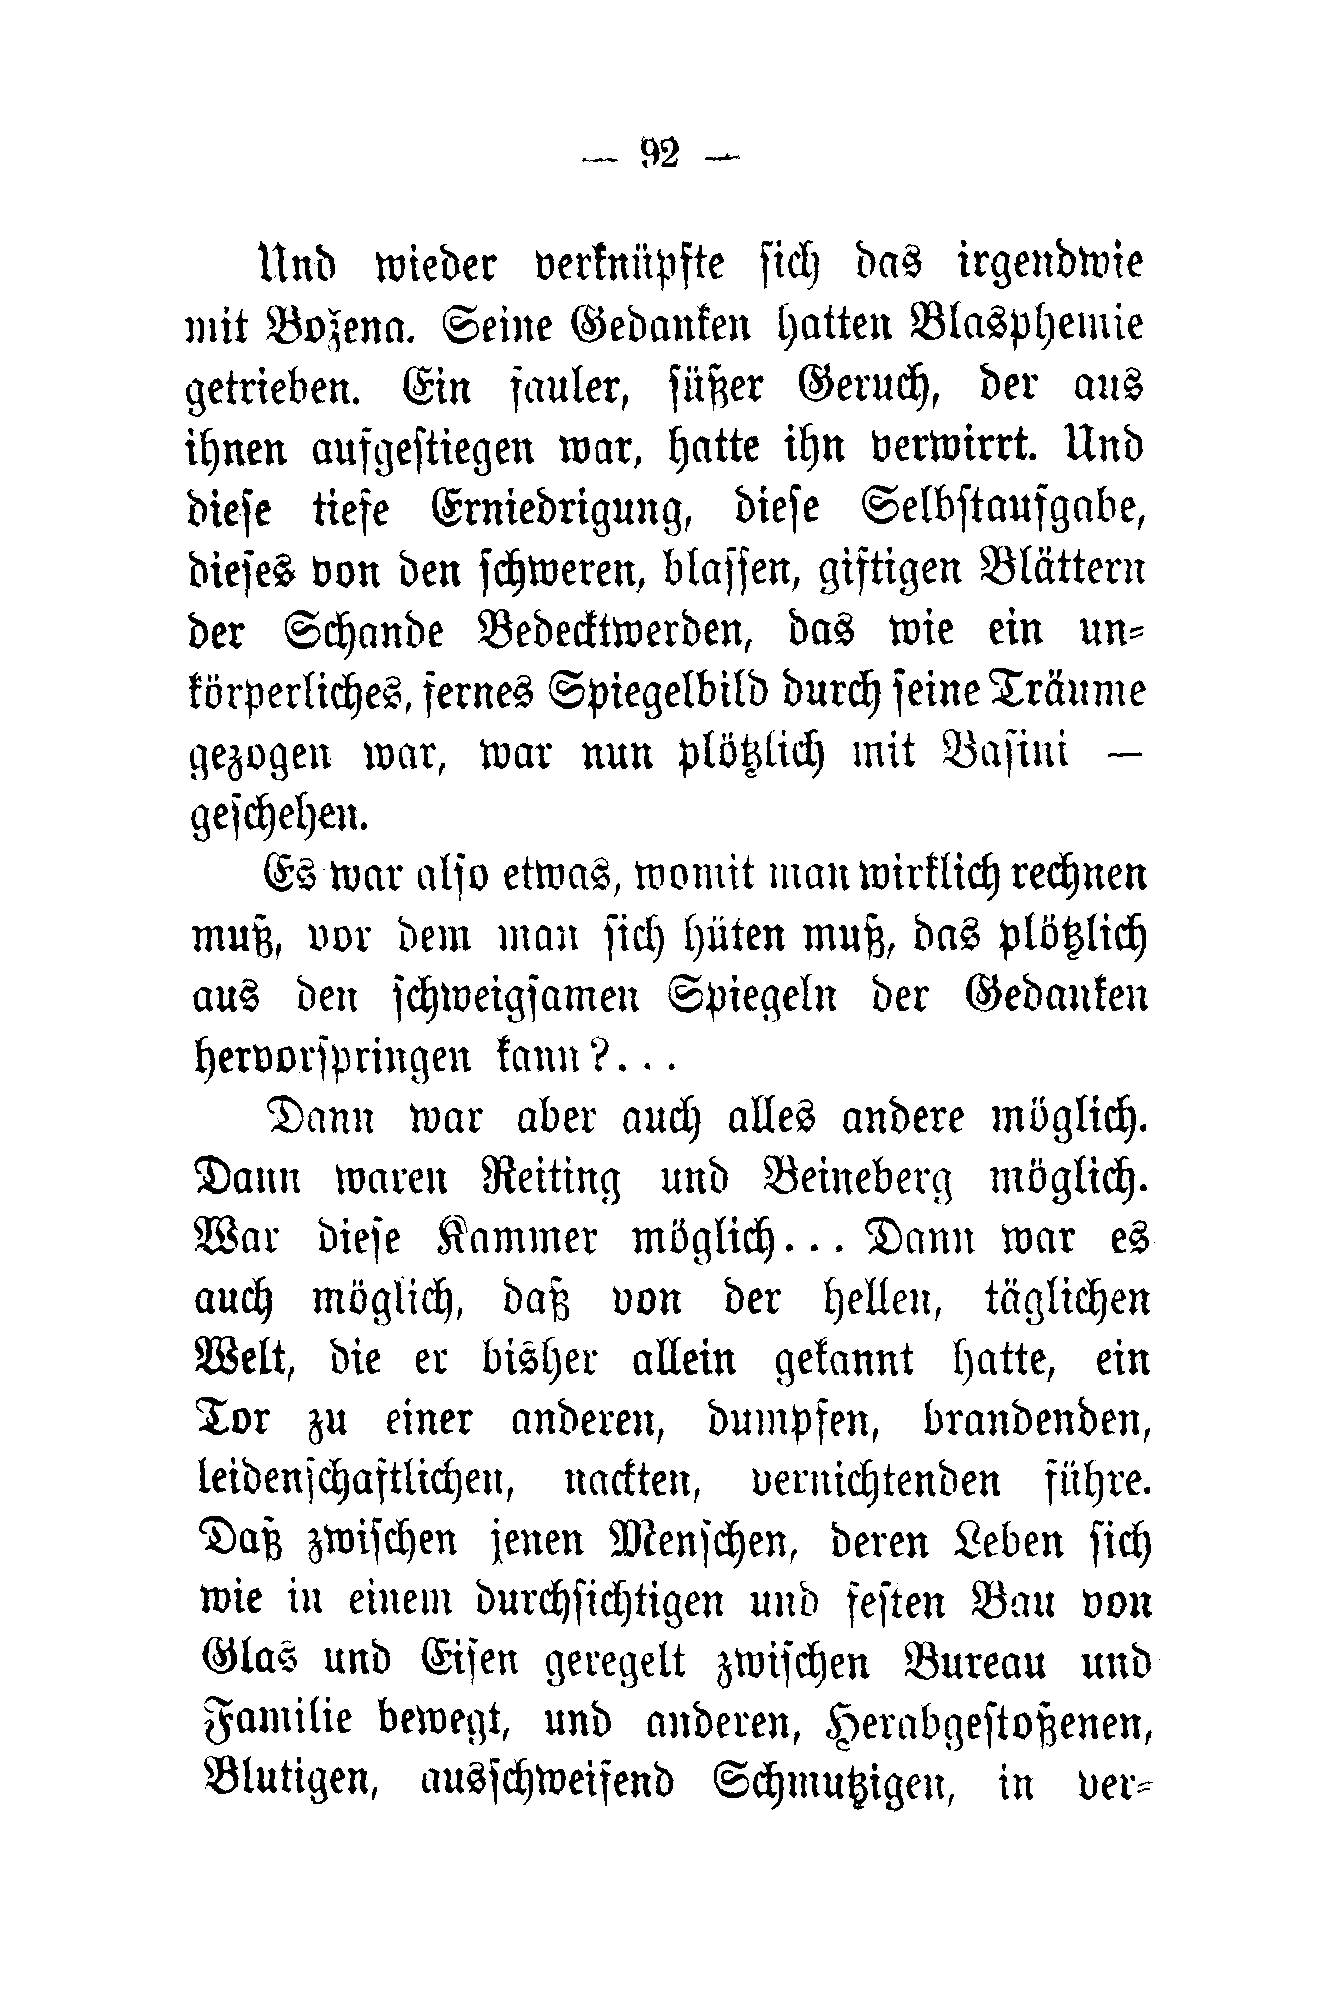 — 92 —
Und wieder verknüpfte sich das irgendwie
mit Bozena. Seine Gedanken hatten Blasphemie
getrieben. Ein fauler, süßer Geruch, der aus
ihnen aufgestiegen war, hatte ihn verwirrt. Und
diese tiefe Erniedrigung, diese Selbstaufgabe,
dieses von den schweren, blassen, giftigen Blättern
der Schande Bedecktwerden, das wie ein un-
körperliches, fernes Spiegelbild durch seine Träume
gezogen war, war nun plötzlich mit Basini —
geschehen.
Es war also etwas, womit man wirklich rechnen
muß, vor dem man sich hüten muß, das plötzlich
aus den schweigsamen Spiegeln der Gedanken
hervorspringen kann?...
Dann war aber auch alles andere möglich.
Dann waren Reiting und Beineberg möglich.
War diese Kammer möglich... Dann war es
auch möglich, daß von der hellen, täglichen
Welt, die er bisher allein gekannt hatte, ein
Tor zu einer anderen, dumpfen, brandenden,
leidenschaftlichen, nackten, vernichtenden führe.
Daß zwischen jenen Menschen, deren Leben sich
wie in einem durchsichtigen und festen Bau von
Glas und Eisen geregelt zwischen Bureau und
Familie bewegt, und anderen, Herabgestoßenen,
Blutigen, ausschweifend Schmutzigen, in ver-